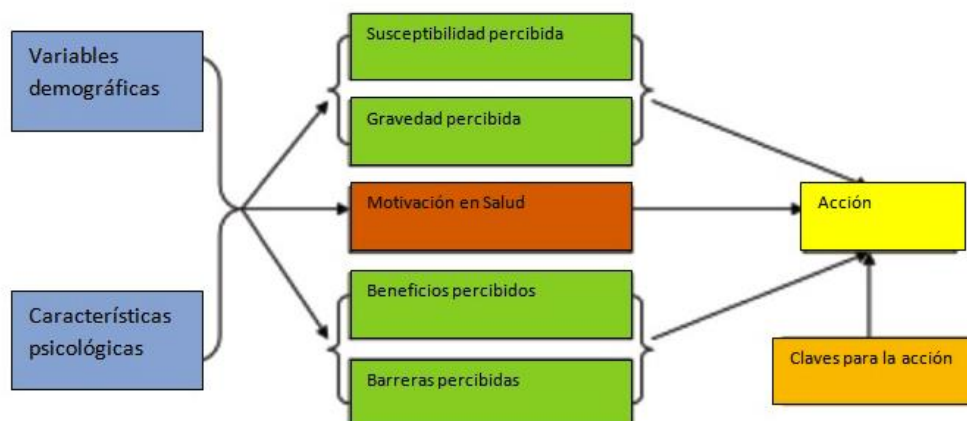 Variables
demográficas
Características
psicológicas
Susceptibilidad percibida
Gravedad percibida
Motivación en Salud
Beneficios percibidos
Barreras percibidas
Acción
Claves para la acción